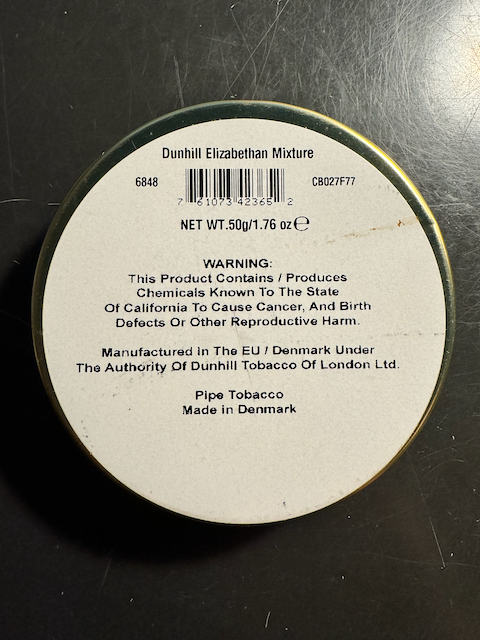 Dunhill Elizabethan Mixture
6848 CB027F77
7 61073 42365 2
NET WT.50g/1.76 oz ℮
WARNING:
This Product Contains / Produces
Chemicals Known To The State
Of California To Cause Cancer, And Birth
Defects Or Other Reproductive Harm.
Manufactured In The EU / Denmark Under
The Authority Of Dunhill Tobacco Of London Ltd.
Pipe Tobacco
Made in Denmark